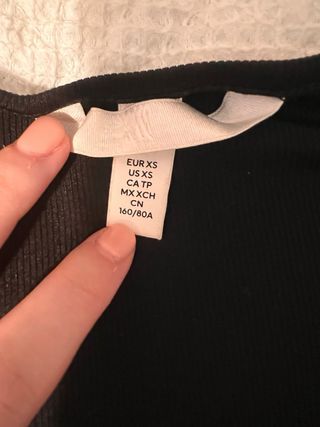 EUR XS
US XS
CA TP
MX XCH
CN
160/80A